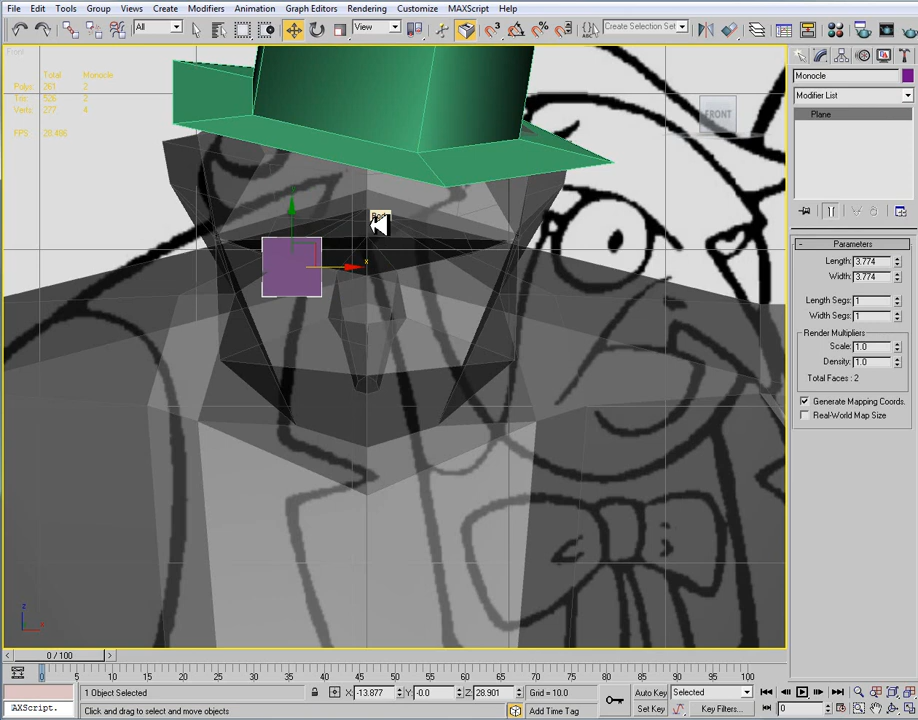 File Edit Tools Group Views Create Modifiers Animation Graph Editors Rendering Customize MAXScript Help
All
View
3
Create Selection Set
Front
Total Monocle
Polys: 261 2
Tris: 526 2
Verts: 277 4
FPS: 28.486
FRONT
Body
x
z
Monocle
Modifier List
Plane
- Parameters
Length: 3.774
Width: 3.774
Length Segs: 1
Width Segs: 1
Render Multipliers
Scale: 1.0
Density: 1.0
Total Faces : 2
Generate Mapping Coords.
Real-World Map Size
< 0 / 100 >
0 5 10 15 20 25 30 35 40 45 50 55 60 65 70 75 80 85 90 95 100
1 Object Selected
X: -13.877 Y: -0.0 Z: 28.901
Grid = 10.0
Auto Key
Selected
AXScript.
Click and drag to select and move objects
Add Time Tag
Set Key
Key Filters...
0